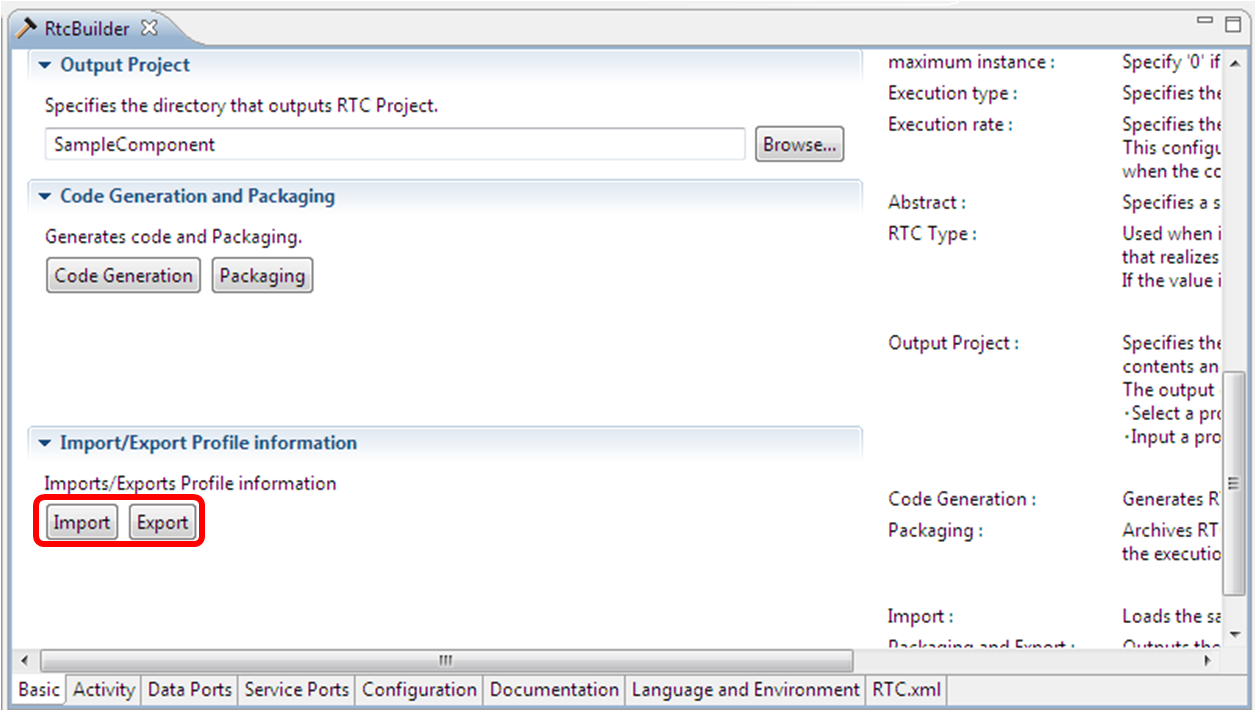 RtcBuilder
Output Project
Specifies the directory that outputs RTC Project.
SampleComponent
Browse...
Code Generation and Packaging
Generates code and Packaging.
Code Generation Packaging
Import/Export Profile information
Imports/Exports Profile information
Import Export
maximum instance : Specify '0' if
Execution type : Specifies the
Execution rate : Specifies the
This configu
when the co
Abstract : Specifies a s
RTC Type : Used when i
that realizes
If the value i
Output Project : Specifies the
contents an
The output
・Select a pro
・Input a pro
Code Generation : Generates R
Packaging : Archives RT
the executio
Import : Loads the sa
Packaging and Export : Outputs the
Basic Activity Data Ports Service Ports Configuration Documentation Language and Environment RTC.xml